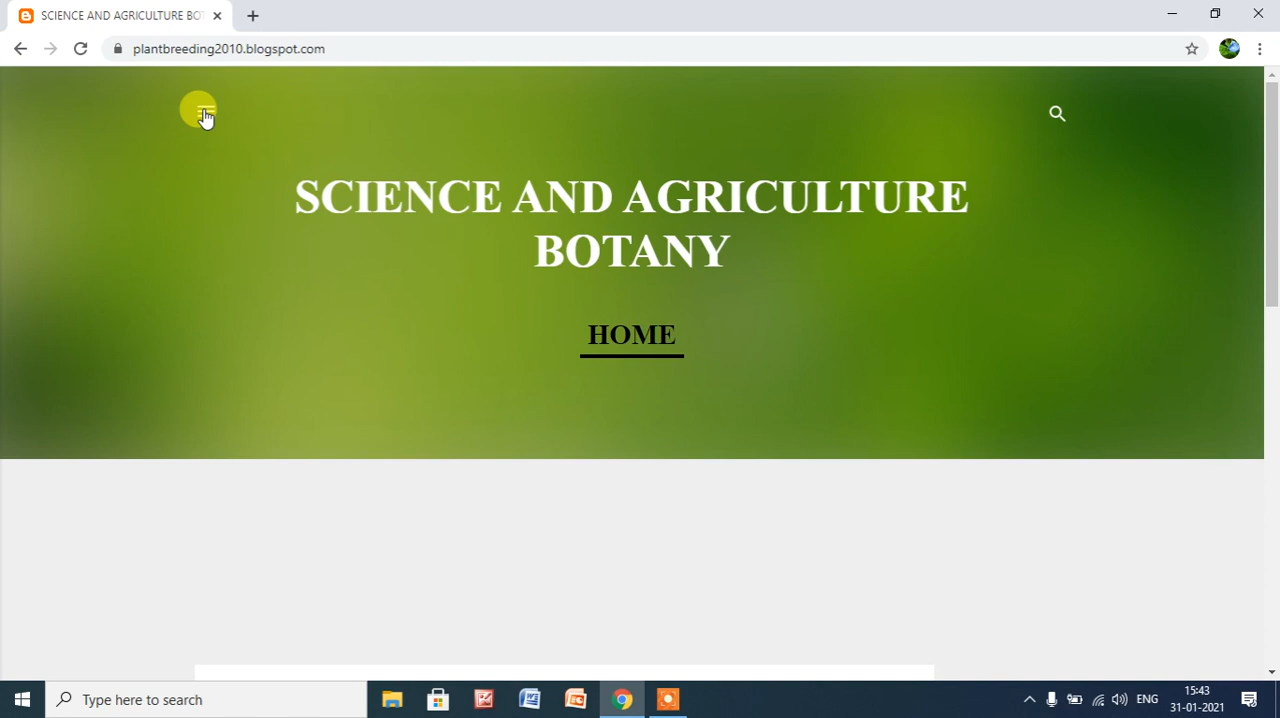 SCIENCE AND AGRICULTURE BOT
plantbreeding2010.blogspot.com
SCIENCE AND AGRICULTURE
BOTANY
HOME
Type here to search
ENG
15:43
31-01-2021